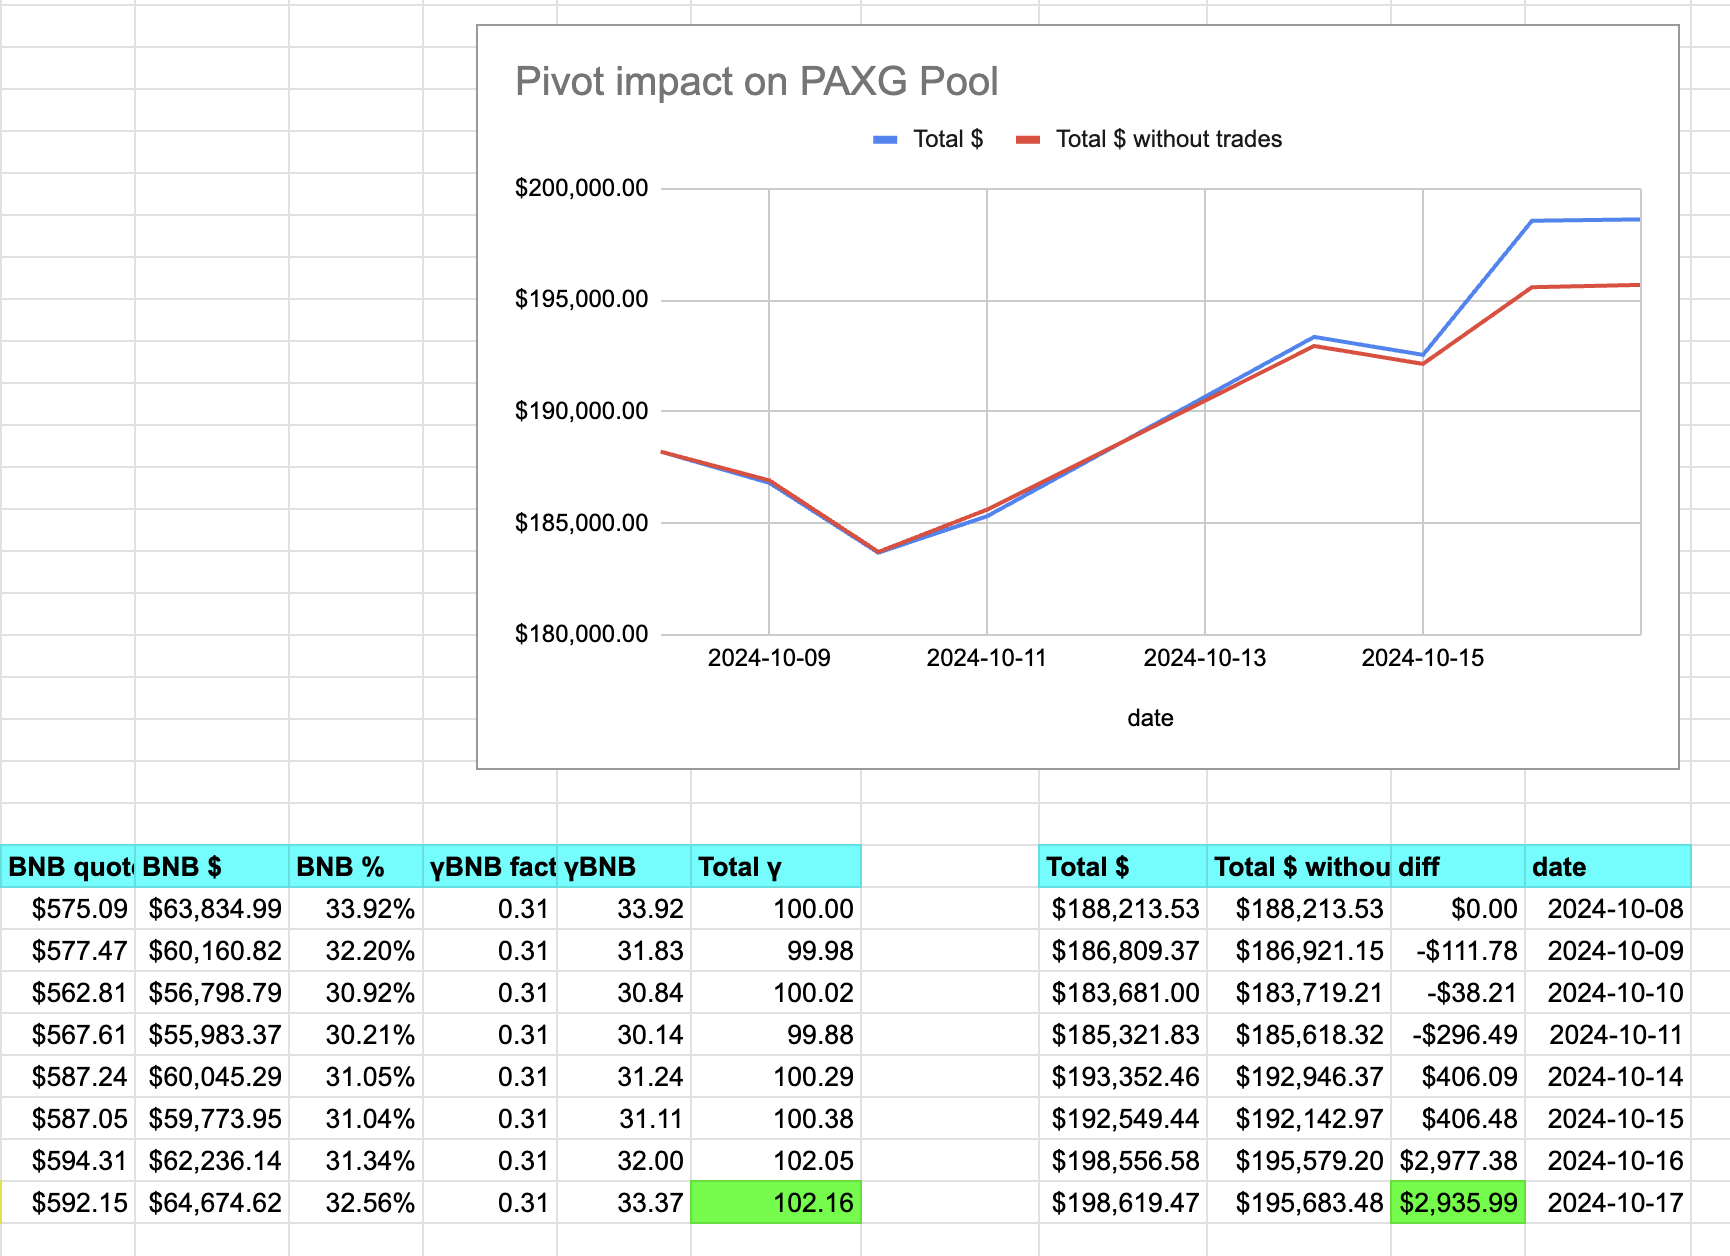 Pivot impact on PAXG Pool
Total $ Total $ without trades
$200,000.00
$195,000.00
$190,000.00
$185,000.00
$180,000.00
2024-10-09 2024-10-11 2024-10-13 2024-10-15
date
BNB quote BNB $ BNB % γBNB fact γBNB Total γ Total $ Total $ withou diff date
$575.09 $63,834.99 33.92% 0.31 33.92 100.00 $188,213.53 $188,213.53 $0.00 2024-10-08
$577.47 $60,160.82 32.20% 0.31 31.83 99.98 $186,809.37 $186,921.15 -$111.78 2024-10-09
$562.81 $56,798.79 30.92% 0.31 30.84 100.02 $183,681.00 $183,719.21 -$38.21 2024-10-10
$567.61 $55,983.37 30.21% 0.31 30.14 99.88 $185,321.83 $185,618.32 -$296.49 2024-10-11
$587.24 $60,045.29 31.05% 0.31 31.24 100.29 $193,352.46 $192,946.37 $406.09 2024-10-14
$587.05 $59,773.95 31.04% 0.31 31.11 100.38 $192,549.44 $192,142.97 $406.48 2024-10-15
$594.31 $62,236.14 31.34% 0.31 32.00 102.05 $198,556.58 $195,579.20 $2,977.38 2024-10-16
$592.15 $64,674.62 32.56% 0.31 33.37 102.16 $198,619.47 $195,683.48 $2,935.99 2024-10-17